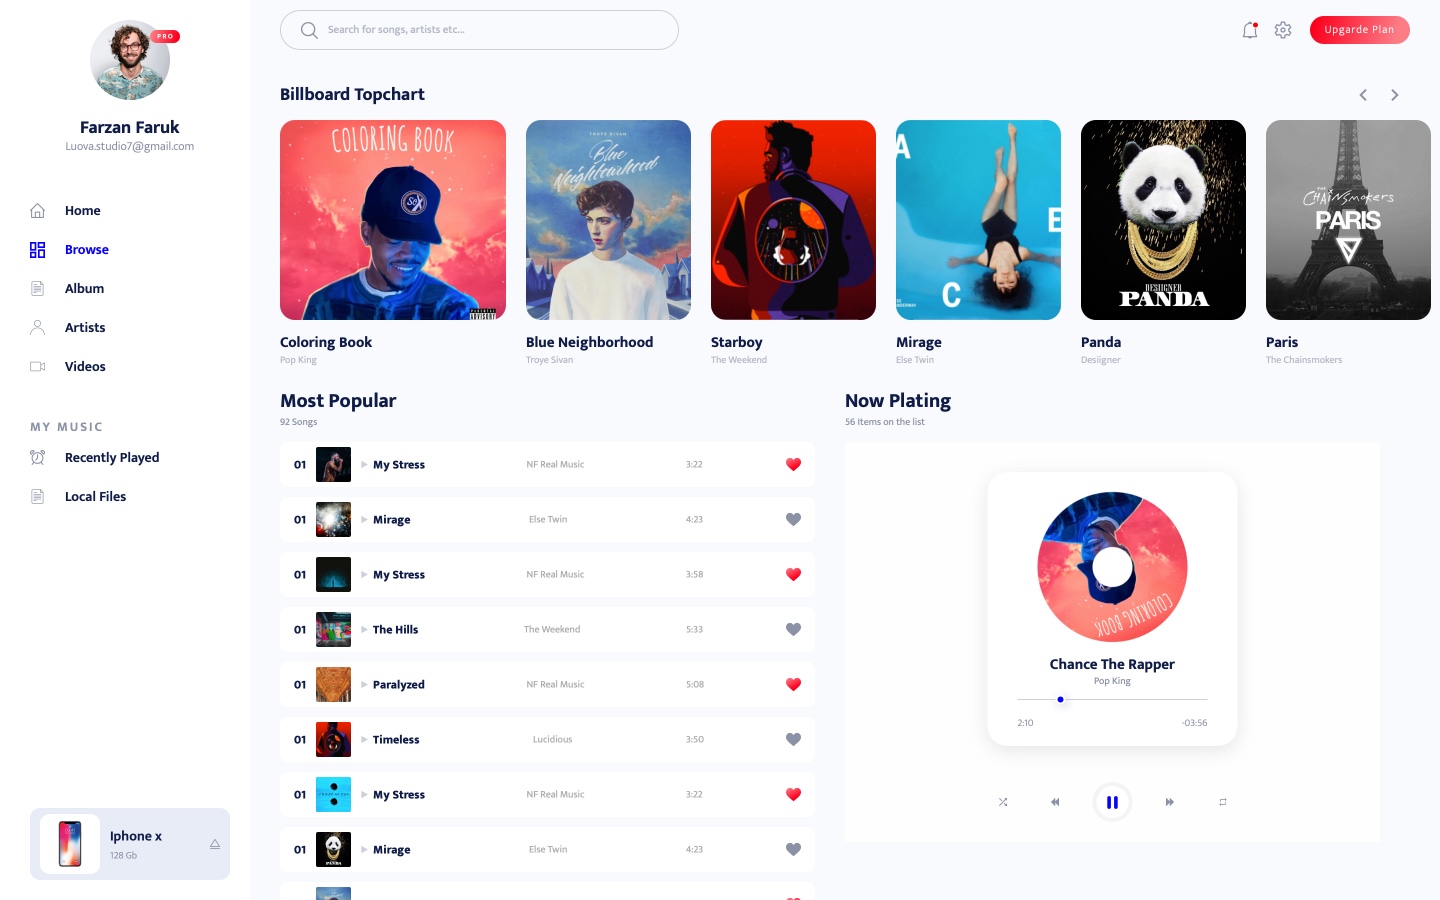 PRO
Farzan Faruk
Luova.studio7@gmail.com
Home
Browse
Album
Artists
Videos
MY MUSIC
Recently Played
Local Files
Iphone x
128 Gb
Search for songs, artists etc...
Upgarde Plan
Billboard Topchart
COLORING BOOK
PARENTAL
ADVISORY
TROYE SIVAN
Blue
Neighbourhood
A
E
C
DESIIGNER
PANDA
THE
CHAINSMOKERS
PARIS
Coloring Book
Pop King
Blue Neighborhood
Troye Sivan
Starboy
The Weekend
Mirage
Else Twin
Panda
Desiigner
Paris
The Chainsmokers
Most Popular
92 Songs
01 My Stress NF Real Music 3:22
01 Mirage Else Twin 4:23
01 My Stress NF Real Music 3:58
01 The Hills The Weekend 5:33
01 Paralyzed NF Real Music 5:08
01 Timeless Lucidious 3:50
01 My Stress NF Real Music 3:22
01 Mirage Else Twin 4:23
PANDA
Now Plating
56 Items on the list
COLORING BOOK
Chance The Rapper
Pop King
2:10 -03:56